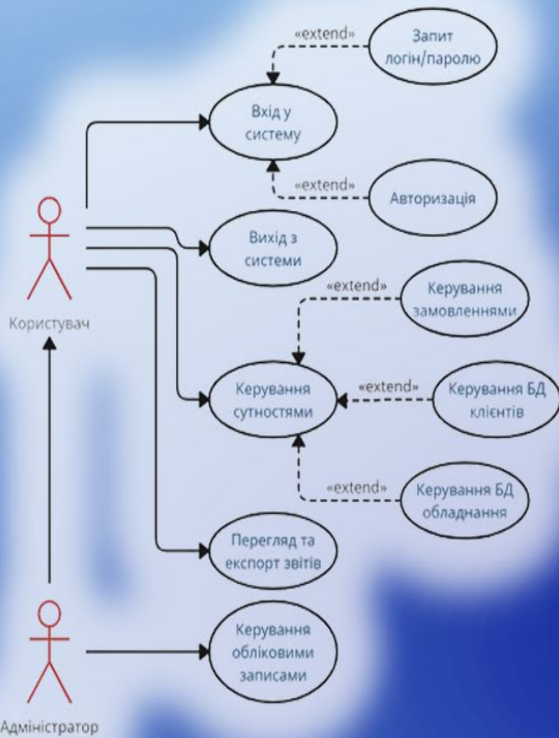 «extend»
Запит
логін/паролю
Вхід у
систему
«extend»
Авторизація
Вихід з
системи
«extend»
Керування
замовленнями
Користувач
Керування
сутностями
«extend»
Керування БД
клієнтів
«extend»
Керування БД
обладнання
Перегляд та
експорт звітів
Керування
обліковими
записами
Адміністратор